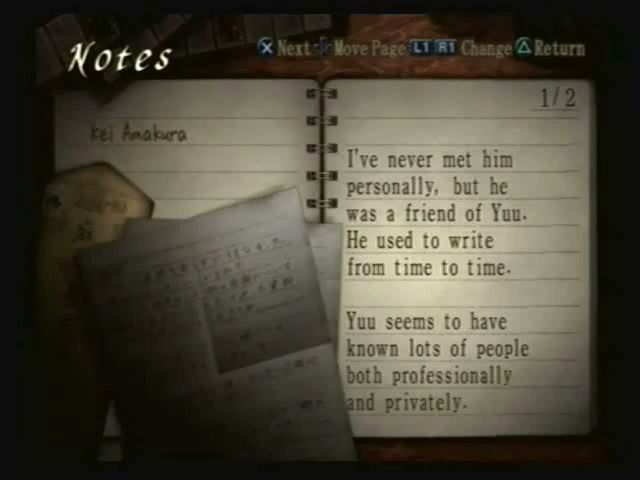 Notes
Next Move Page L1 R1 Change Return
1/2
Kei Amakura
I've never met him
personally, but he
was a friend of Yuu.
He used to write
from time to time.
Yuu seems to have
known lots of people
both professionally
and privately.